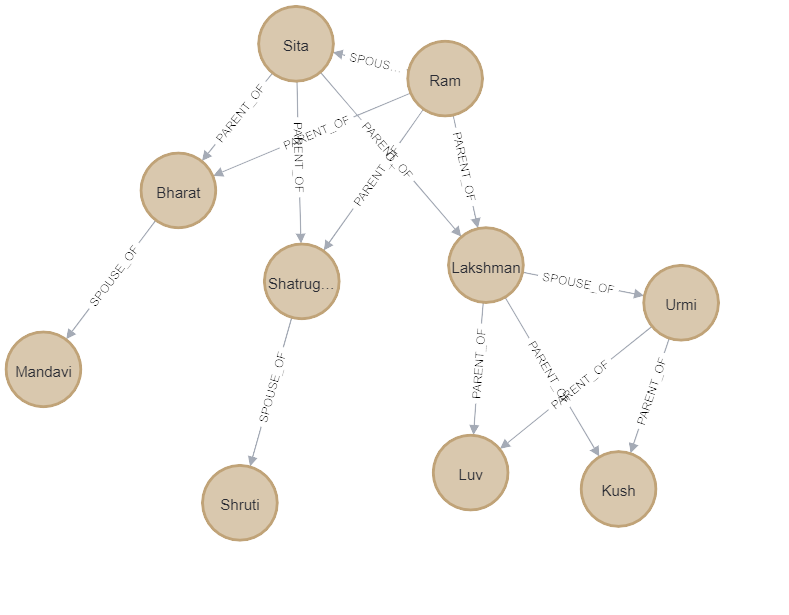 Sita
SPOUS...
Ram
PARENT_OF
PARENT_OF
PARENT_OF
PARENT_OF
PARENT_OF
PARENT_OF
Bharat
SPOUSE_OF
Shatrug...
Lakshman
SPOUSE_OF
Urmi
Mandavi
SPOUSE_OF
PARENT_OF
PARENT_OF
PARENT_OF
PARENT_OF
Shruti
Luv
Kush